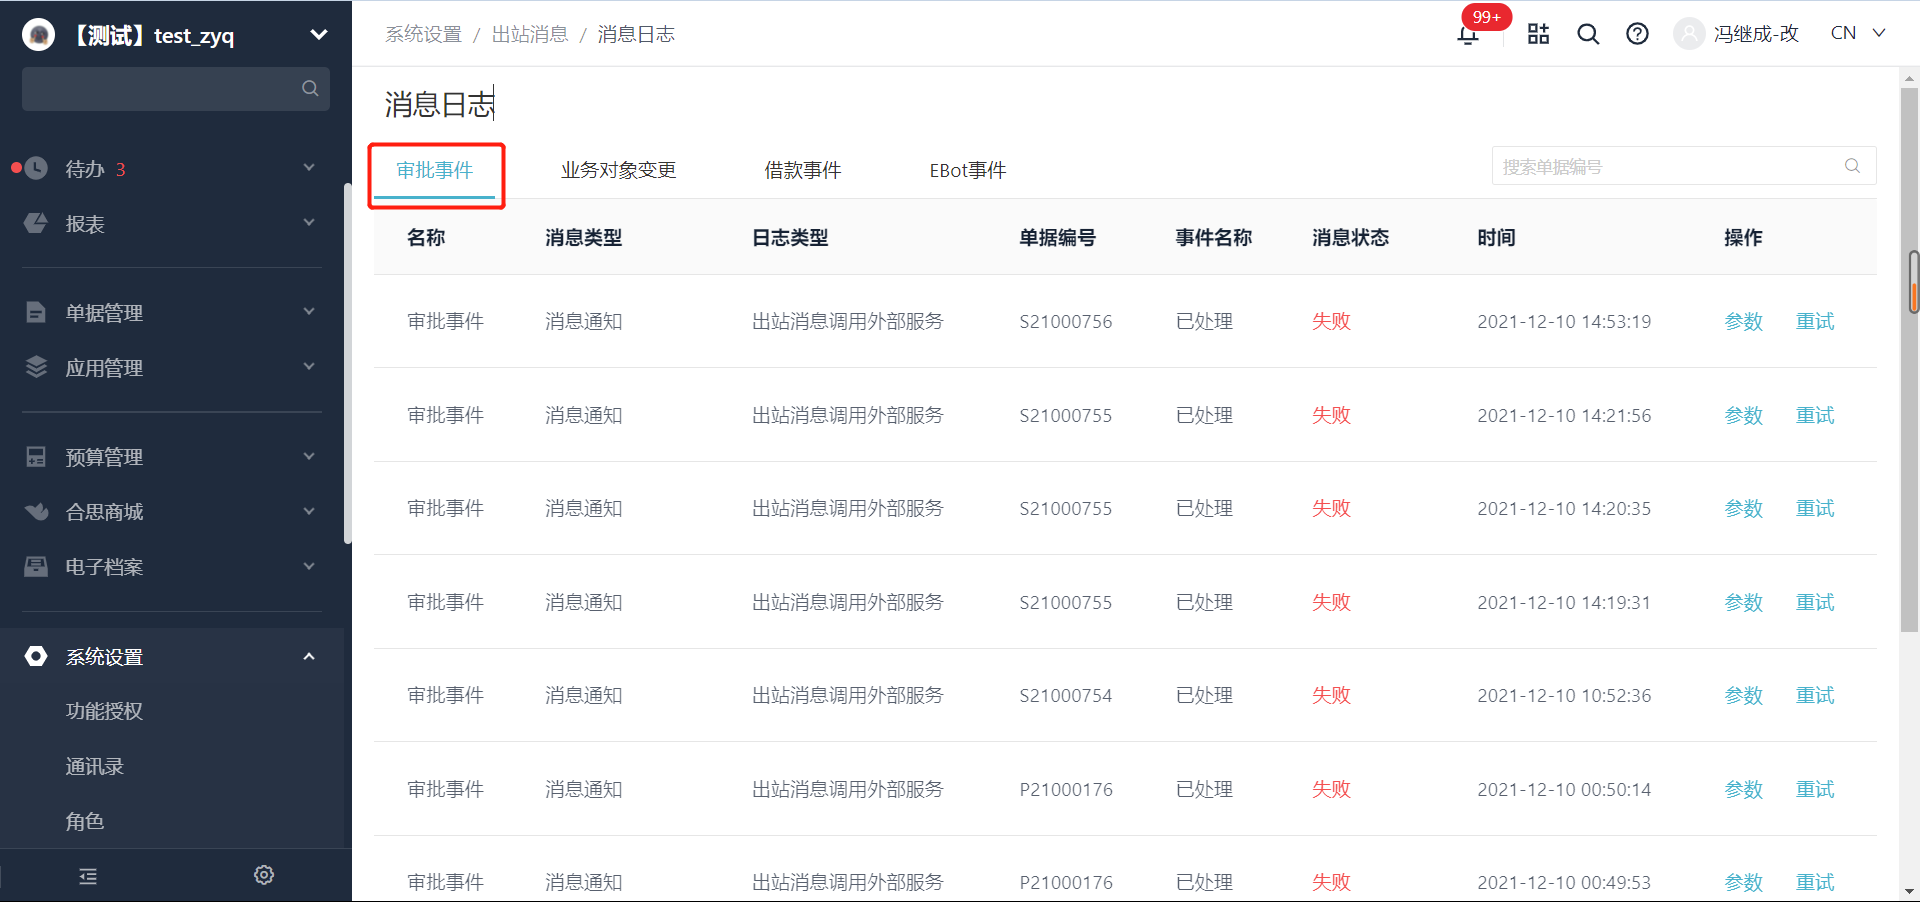 【测试】test_zyq
系统设置 / 出站消息 / 消息日志
99+
冯继成-改
CN
待办 3
报表
单据管理
应用管理
预算管理
合思商城
电子档案
系统设置
功能授权
通讯录
角色
消息日志
审批事件 业务对象变更 借款事件 EBot事件
搜索单据编号
名称 消息类型 日志类型 单据编号 事件名称 消息状态 时间 操作
审批事件 消息通知 出站消息调用外部服务 S21000756 已处理 失败 2021-12-10 14:53:19 参数 重试
审批事件 消息通知 出站消息调用外部服务 S21000755 已处理 失败 2021-12-10 14:21:56 参数 重试
审批事件 消息通知 出站消息调用外部服务 S21000755 已处理 失败 2021-12-10 14:20:35 参数 重试
审批事件 消息通知 出站消息调用外部服务 S21000755 已处理 失败 2021-12-10 14:19:31 参数 重试
审批事件 消息通知 出站消息调用外部服务 S21000754 已处理 失败 2021-12-10 10:52:36 参数 重试
审批事件 消息通知 出站消息调用外部服务 P21000176 已处理 失败 2021-12-10 00:50:14 参数 重试
审批事件 消息通知 出站消息调用外部服务 P21000176 已处理 失败 2021-12-10 00:49:53 参数 重试